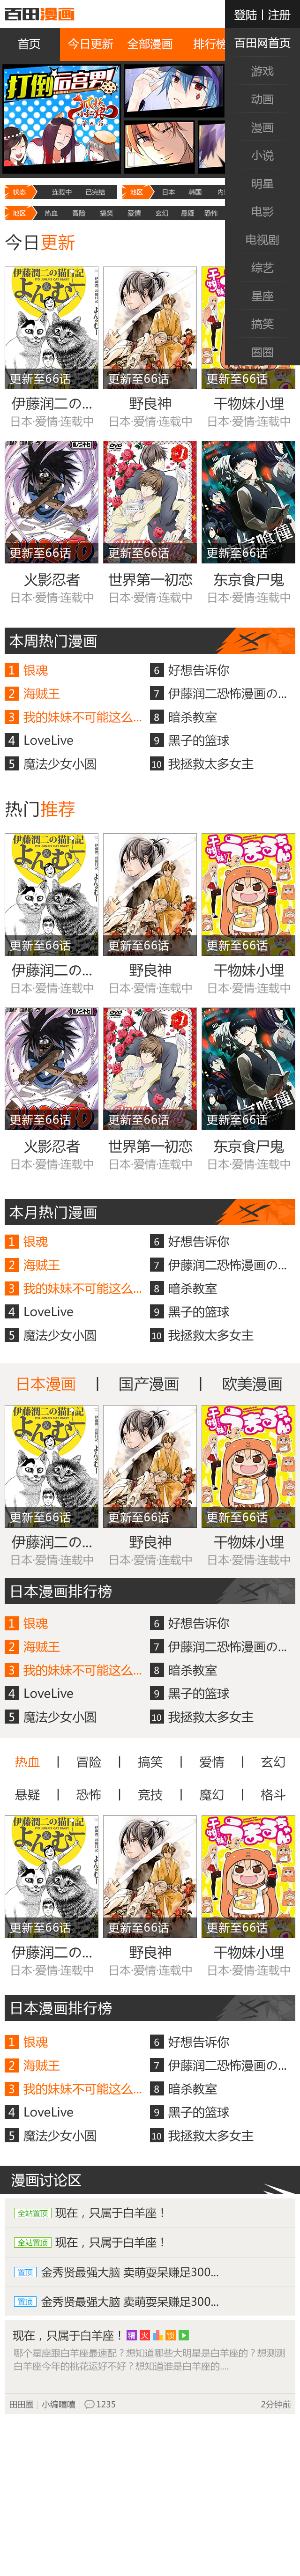 百田漫画
登陆 | 注册
首页 今日更新 全部漫画 排行榜
百田网首页
游戏
动画
漫画
小说
明星
电影
电视剧
综艺
星座
搞笑
圈圈
打倒后宫男!
状态 连载中 已完结 地区 日本 韩国
地区 热血 冒险 搞笑 爱情 玄幻 悬疑 恐怖
今日更新
更新至66话 更新至66话 更新至66话
伊藤润二の... 野良神 干物妹小埋
日本·爱情·连载中 日本·爱情·连载中 日本·爱情·连载中
更新至66话 更新至66话 更新至66话
火影忍者 世界第一初恋 东京食尸鬼
日本·爱情·连载中 日本·爱情·连载中 日本·爱情·连载中
本周热门漫画
1 银魂 6 好想告诉你
2 海贼王 7 伊藤润二恐怖漫画の...
3 我的妹妹不可能这么... 8 暗杀教室
4 LoveLive 9 黑子的篮球
5 魔法少女小圆 10 我拯救太多女主
热门推荐
更新至66话 更新至66话 更新至66话
伊藤润二の... 野良神 干物妹小埋
日本·爱情·连载中 日本·爱情·连载中 日本·爱情·连载中
更新至66话 更新至66话 更新至66话
火影忍者 世界第一初恋 东京食尸鬼
日本·爱情·连载中 日本·爱情·连载中 日本·爱情·连载中
本月热门漫画
1 银魂 6 好想告诉你
2 海贼王 7 伊藤润二恐怖漫画の...
3 我的妹妹不可能这么... 8 暗杀教室
4 LoveLive 9 黑子的篮球
5 魔法少女小圆 10 我拯救太多女主
日本漫画 | 国产漫画 | 欧美漫画
更新至66话 更新至66话 更新至66话
伊藤润二の... 野良神 干物妹小埋
日本·爱情·连载中 日本·爱情·连载中 日本·爱情·连载中
日本漫画排行榜
1 银魂 6 好想告诉你
2 海贼王 7 伊藤润二恐怖漫画の...
3 我的妹妹不可能这么... 8 暗杀教室
4 LoveLive 9 黑子的篮球
5 魔法少女小圆 10 我拯救太多女主
热血 | 冒险 | 搞笑 | 爱情 | 玄幻
悬疑 | 恐怖 | 竞技 | 魔幻 | 格斗
更新至66话 更新至66话 更新至66话
伊藤润二の... 野良神 干物妹小埋
日本·爱情·连载中 日本·爱情·连载中 日本·爱情·连载中
日本漫画排行榜
1 银魂 6 好想告诉你
2 海贼王 7 伊藤润二恐怖漫画の...
3 我的妹妹不可能这么... 8 暗杀教室
4 LoveLive 9 黑子的篮球
5 魔法少女小圆 10 我拯救太多女主
漫画讨论区
全站置顶 现在，只属于白羊座！
全站置顶 现在，只属于白羊座！
置顶 金秀贤最强大脑 卖萌耍呆赚足300...
置顶 金秀贤最强大脑 卖萌耍呆赚足300...
现在，只属于白羊座！ 精 火
哪个星座跟白羊座最速配？想知道哪些大明星是白羊座的？想测测
白羊座今年的桃花运好不好？想知道谁是白羊座的....
田田圈 | 小编嘻嘻 | 1235 2分钟前